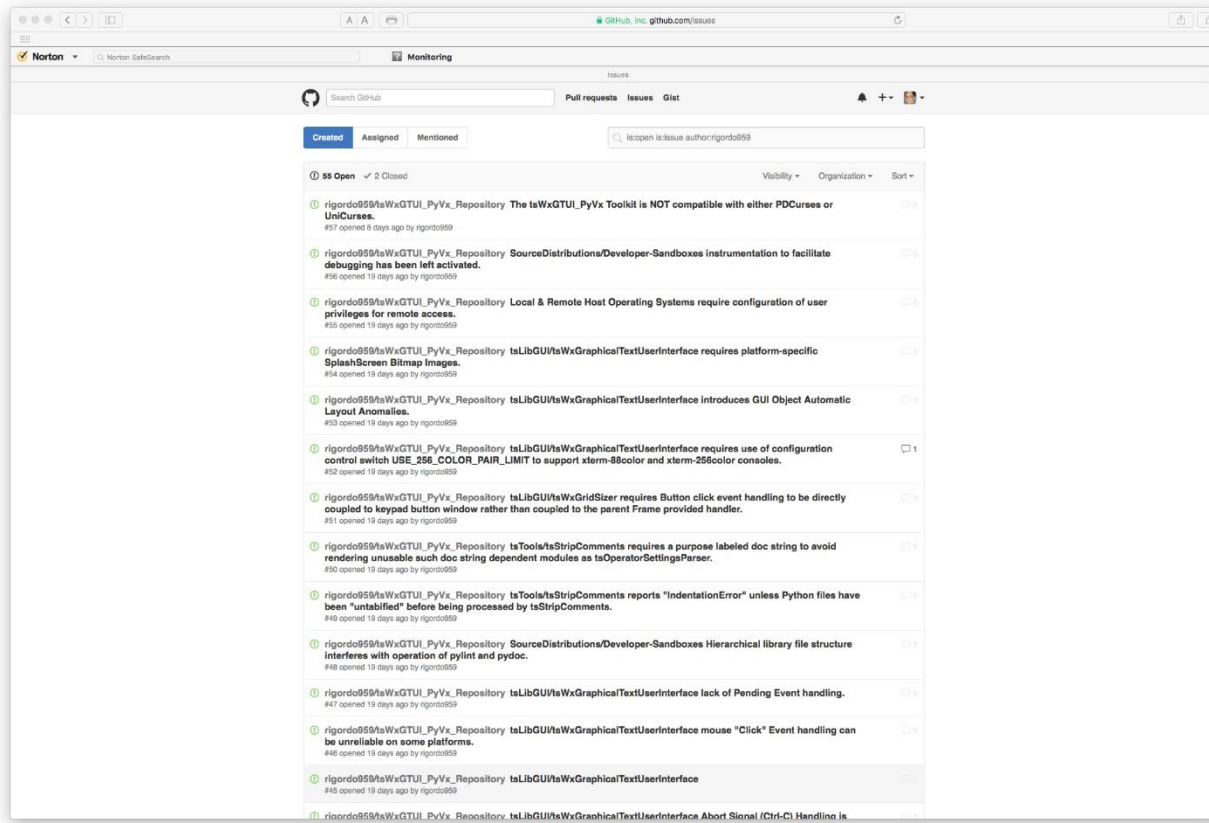 A A GitHub, Inc. github.com/issues
Norton Norton SafeSearch Monitoring
Issues
Search GitHub Pull requests Issues Gist
Created Assigned Mentioned is:open is:issue author:rigordo959
55 Open 2 Closed Visibility Organization Sort
rigordo959/tsWxGTUI_PyVx_Repository The tsWxGTUI_PyVx Toolkit is NOT compatible with either PDCurses or
UniCurses.
#57 opened 8 days ago by rigordo959
rigordo959/tsWxGTUI_PyVx_Repository SourceDistributions/Developer-Sandboxes instrumentation to facilitate
debugging has been left activated.
#56 opened 19 days ago by rigordo959
rigordo959/tsWxGTUI_PyVx_Repository Local & Remote Host Operating Systems require configuration of user
privileges for remote access.
#55 opened 19 days ago by rigordo959
rigordo959/tsWxGTUI_PyVx_Repository tsLibGUI/tsWxGraphicalTextUserInterface requires platform-specific
SplashScreen Bitmap Images.
#54 opened 19 days ago by rigordo959
rigordo959/tsWxGTUI_PyVx_Repository tsLibGUI/tsWxGraphicalTextUserInterface introduces GUI Object Automatic
Layout Anomalies.
#53 opened 19 days ago by rigordo959
rigordo959/tsWxGTUI_PyVx_Repository tsLibGUI/tsWxGraphicalTextUserInterface requires use of configuration 1
control switch USE_256_COLOR_PAIR_LIMIT to support xterm-88color and xterm-256color consoles.
#52 opened 19 days ago by rigordo959
rigordo959/tsWxGTUI_PyVx_Repository tsLibGUI/tsWxGridSizer requires Button click event handling to be directly
coupled to keypad button window rather than coupled to the parent Frame provided handler.
#51 opened 19 days ago by rigordo959
rigordo959/tsWxGTUI_PyVx_Repository tsTools/tsStripComments requires a purpose labeled doc string to avoid
rendering unusable such doc string dependent modules as tsOperatorSettingsParser.
#50 opened 19 days ago by rigordo959
rigordo959/tsWxGTUI_PyVx_Repository tsTools/tsStripComments reports "IndentationError" unless Python files have
been "untabified" before being processed by tsStripComments.
#49 opened 19 days ago by rigordo959
rigordo959/tsWxGTUI_PyVx_Repository SourceDistributions/Developer-Sandboxes Hierarchical library file structure
interferes with operation of pylint and pydoc.
#48 opened 19 days ago by rigordo959
rigordo959/tsWxGTUI_PyVx_Repository tsLibGUI/tsWxGraphicalTextUserInterface lack of Pending Event handling.
#47 opened 19 days ago by rigordo959
rigordo959/tsWxGTUI_PyVx_Repository tsLibGUI/tsWxGraphicalTextUserInterface mouse "Click" Event handling can
be unreliable on some platforms.
#46 opened 19 days ago by rigordo959
rigordo959/tsWxGTUI_PyVx_Repository tsLibGUI/tsWxGraphicalTextUserInterface
#45 opened 19 days ago by rigordo959
rigordo959/tsWxGTUI_PyVx_Repository tsLibGUI/tsWxGraphicalTextUserInterface Abort Signal (Ctrl-C) Handling is